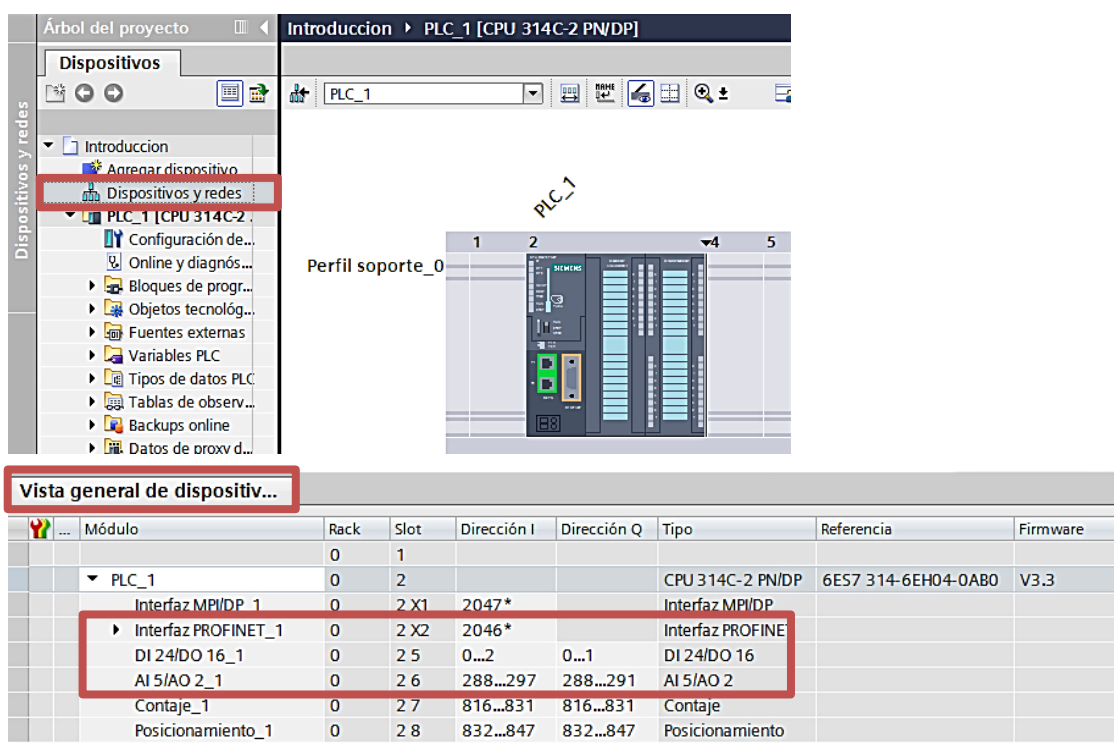 Árbol del proyecto
Introduccion PLC_1 [CPU 314C-2 PN/DP]
Dispositivos
PLC_1
Dispositivos y redes
Introduccion
Agregar dispositivo
Dispositivos y redes
PLC_1 [CPU 314C-2 .
Configuración de...
Online y diagnós...
Bloques de progr...
Objetos tecnológ...
Fuentes externas
Variables PLC
Tipos de datos PLC
Tablas de observ...
Backups online
Datos de proxy d...
PLC_1
1 2 4 5
Perfil soporte_0
SIEMENS
Vista general de dispositiv...
... Módulo Rack Slot Dirección I Dirección Q Tipo Referencia Firmware
0 1
PLC_1 0 2 CPU 314C-2 PN/DP 6ES7 314-6EH04-0AB0 V3.3
Interfaz MPI/DP_1 0 2 X1 2047* Interfaz MPI/DP
Interfaz PROFINET_1 0 2 X2 2046* Interfaz PROFINET
DI 24/DO 16_1 0 2 5 0...2 0...1 DI 24/DO 16
AI 5/AO 2_1 0 2 6 288...297 288...291 AI 5/AO 2
Contaje_1 0 2 7 816...831 816...831 Contaje
Posicionamiento_1 0 2 8 832...847 832...847 Posicionamiento